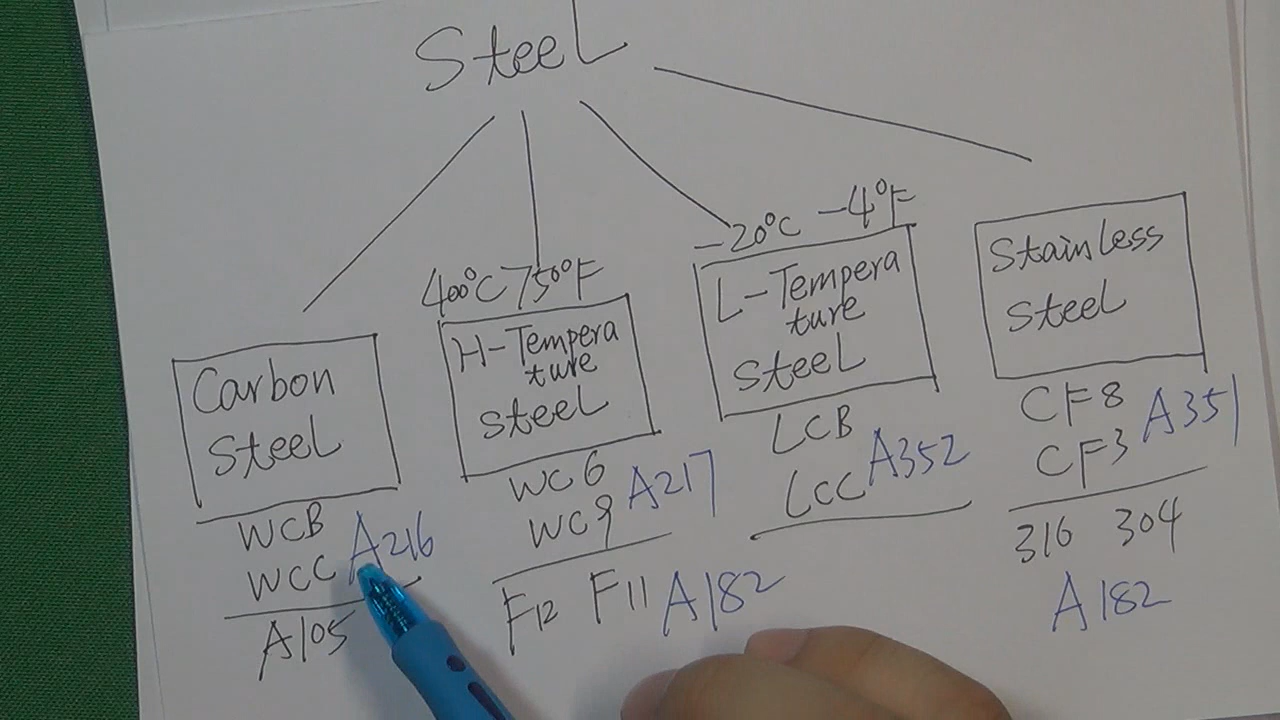 Steel
Carbon
Steel
WCB
WCC A216
A105
400°C 750°F
H-Tempera
ture
Steel
WC6
WC9 A217
F12 F11 A182
-20°C -4°F
L-Tempera
ture
Steel
LCB
LCC A352
Stainless
Steel
CF8
CF3 A351
316 304
A182